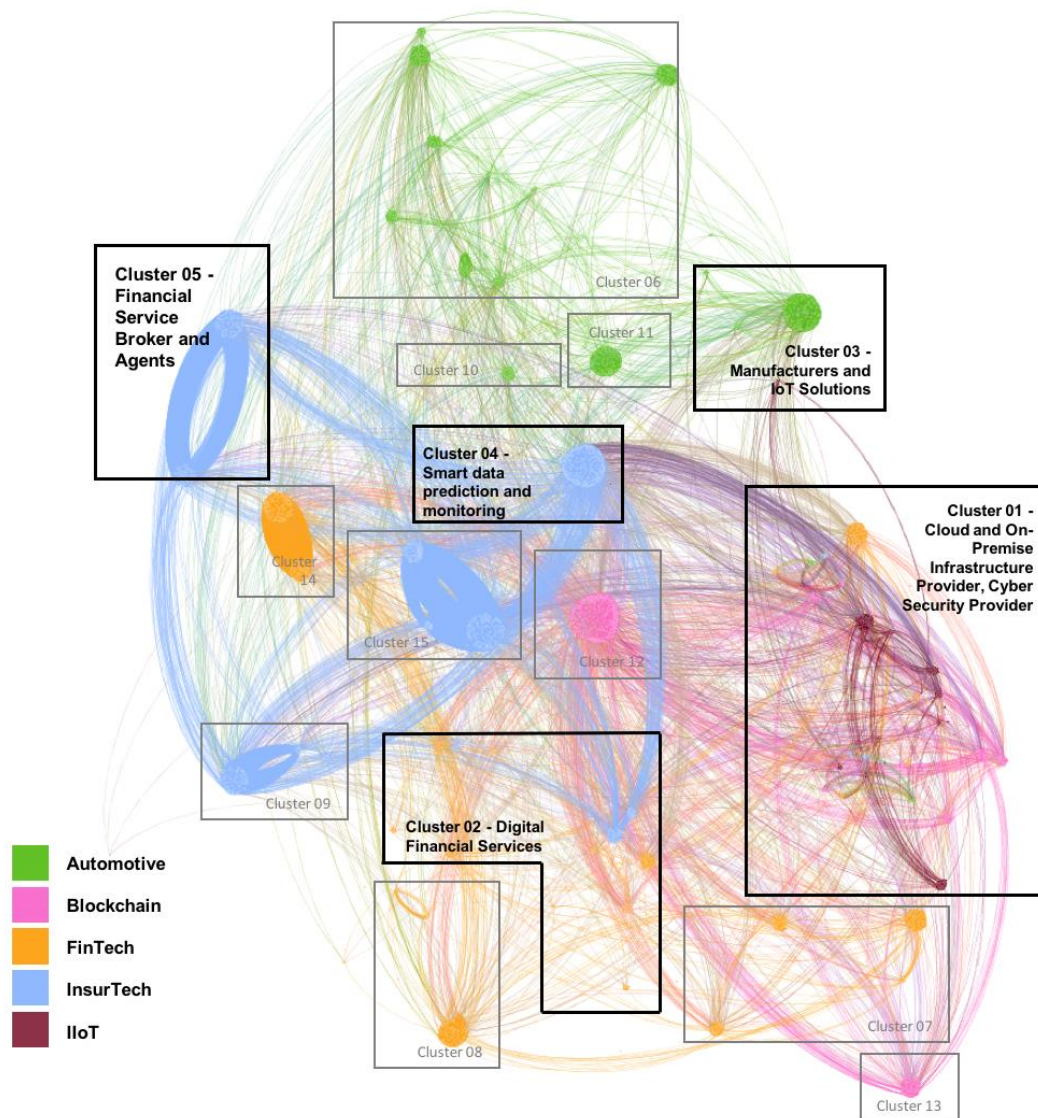 Cluster 06
Cluster 05 -
Financial
Service
Broker and
Agents
Cluster 11
Cluster 10
Cluster 03 -
Manufacturers and
IoT Solutions
Cluster 04 -
Smart data
prediction and
monitoring
Cluster 01 -
Cloud and On-
Premise
Infrastructure
Provider, Cyber
Security Provider
Cluster
14
Cluster 15
Cluster 12
Cluster 09
Cluster 02 - Digital
Financial Services
Automotive
Blockchain
FinTech
InsurTech
IIoT
Cluster 08
Cluster 07
Cluster 13